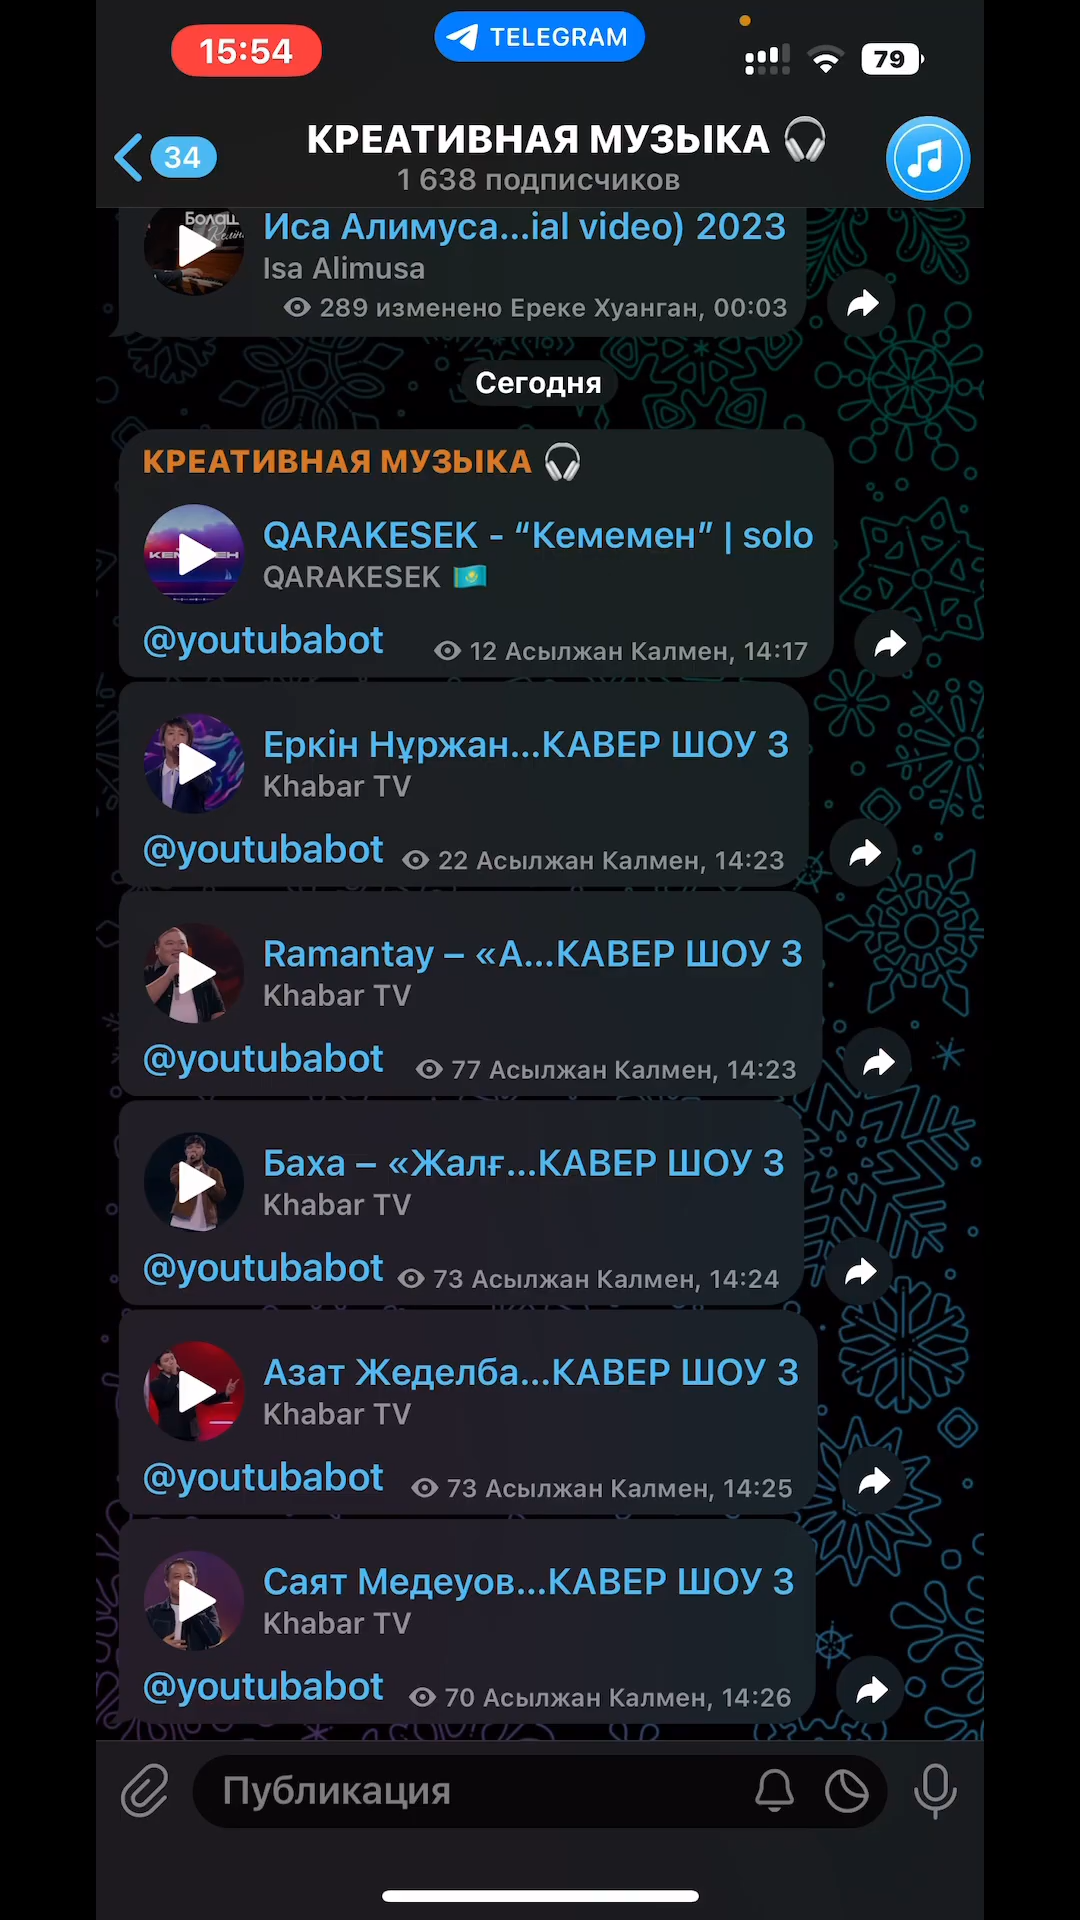 15:54
TELEGRAM
79
34
КРЕАТИВНАЯ МУЗЫКА 🎧
1 638 подписчиков
Иса Алимуса...ial video) 2023
Isa Alimusa
289 изменено Ереке Хуанган, 00:03
Сегодня
КРЕАТИВНАЯ МУЗЫКА 🎧
QARAKESEK - “Кемемен” | solo
QARAKESEK 🇰🇿
@youtubabot
12 Асылжан Калмен, 14:17
Еркін Нұржан...КАВЕР ШОУ 3
Khabar TV
@youtubabot
22 Асылжан Калмен, 14:23
Ramantay – «А...КАВЕР ШОУ 3
Khabar TV
@youtubabot
77 Асылжан Калмен, 14:23
Баха – «Жалғ...КАВЕР ШОУ 3
Khabar TV
@youtubabot
73 Асылжан Калмен, 14:24
Азат Жеделба...КАВЕР ШОУ 3
Khabar TV
@youtubabot
73 Асылжан Калмен, 14:25
Саят Медеуов...КАВЕР ШОУ 3
Khabar TV
@youtubabot
70 Асылжан Калмен, 14:26
Публикация